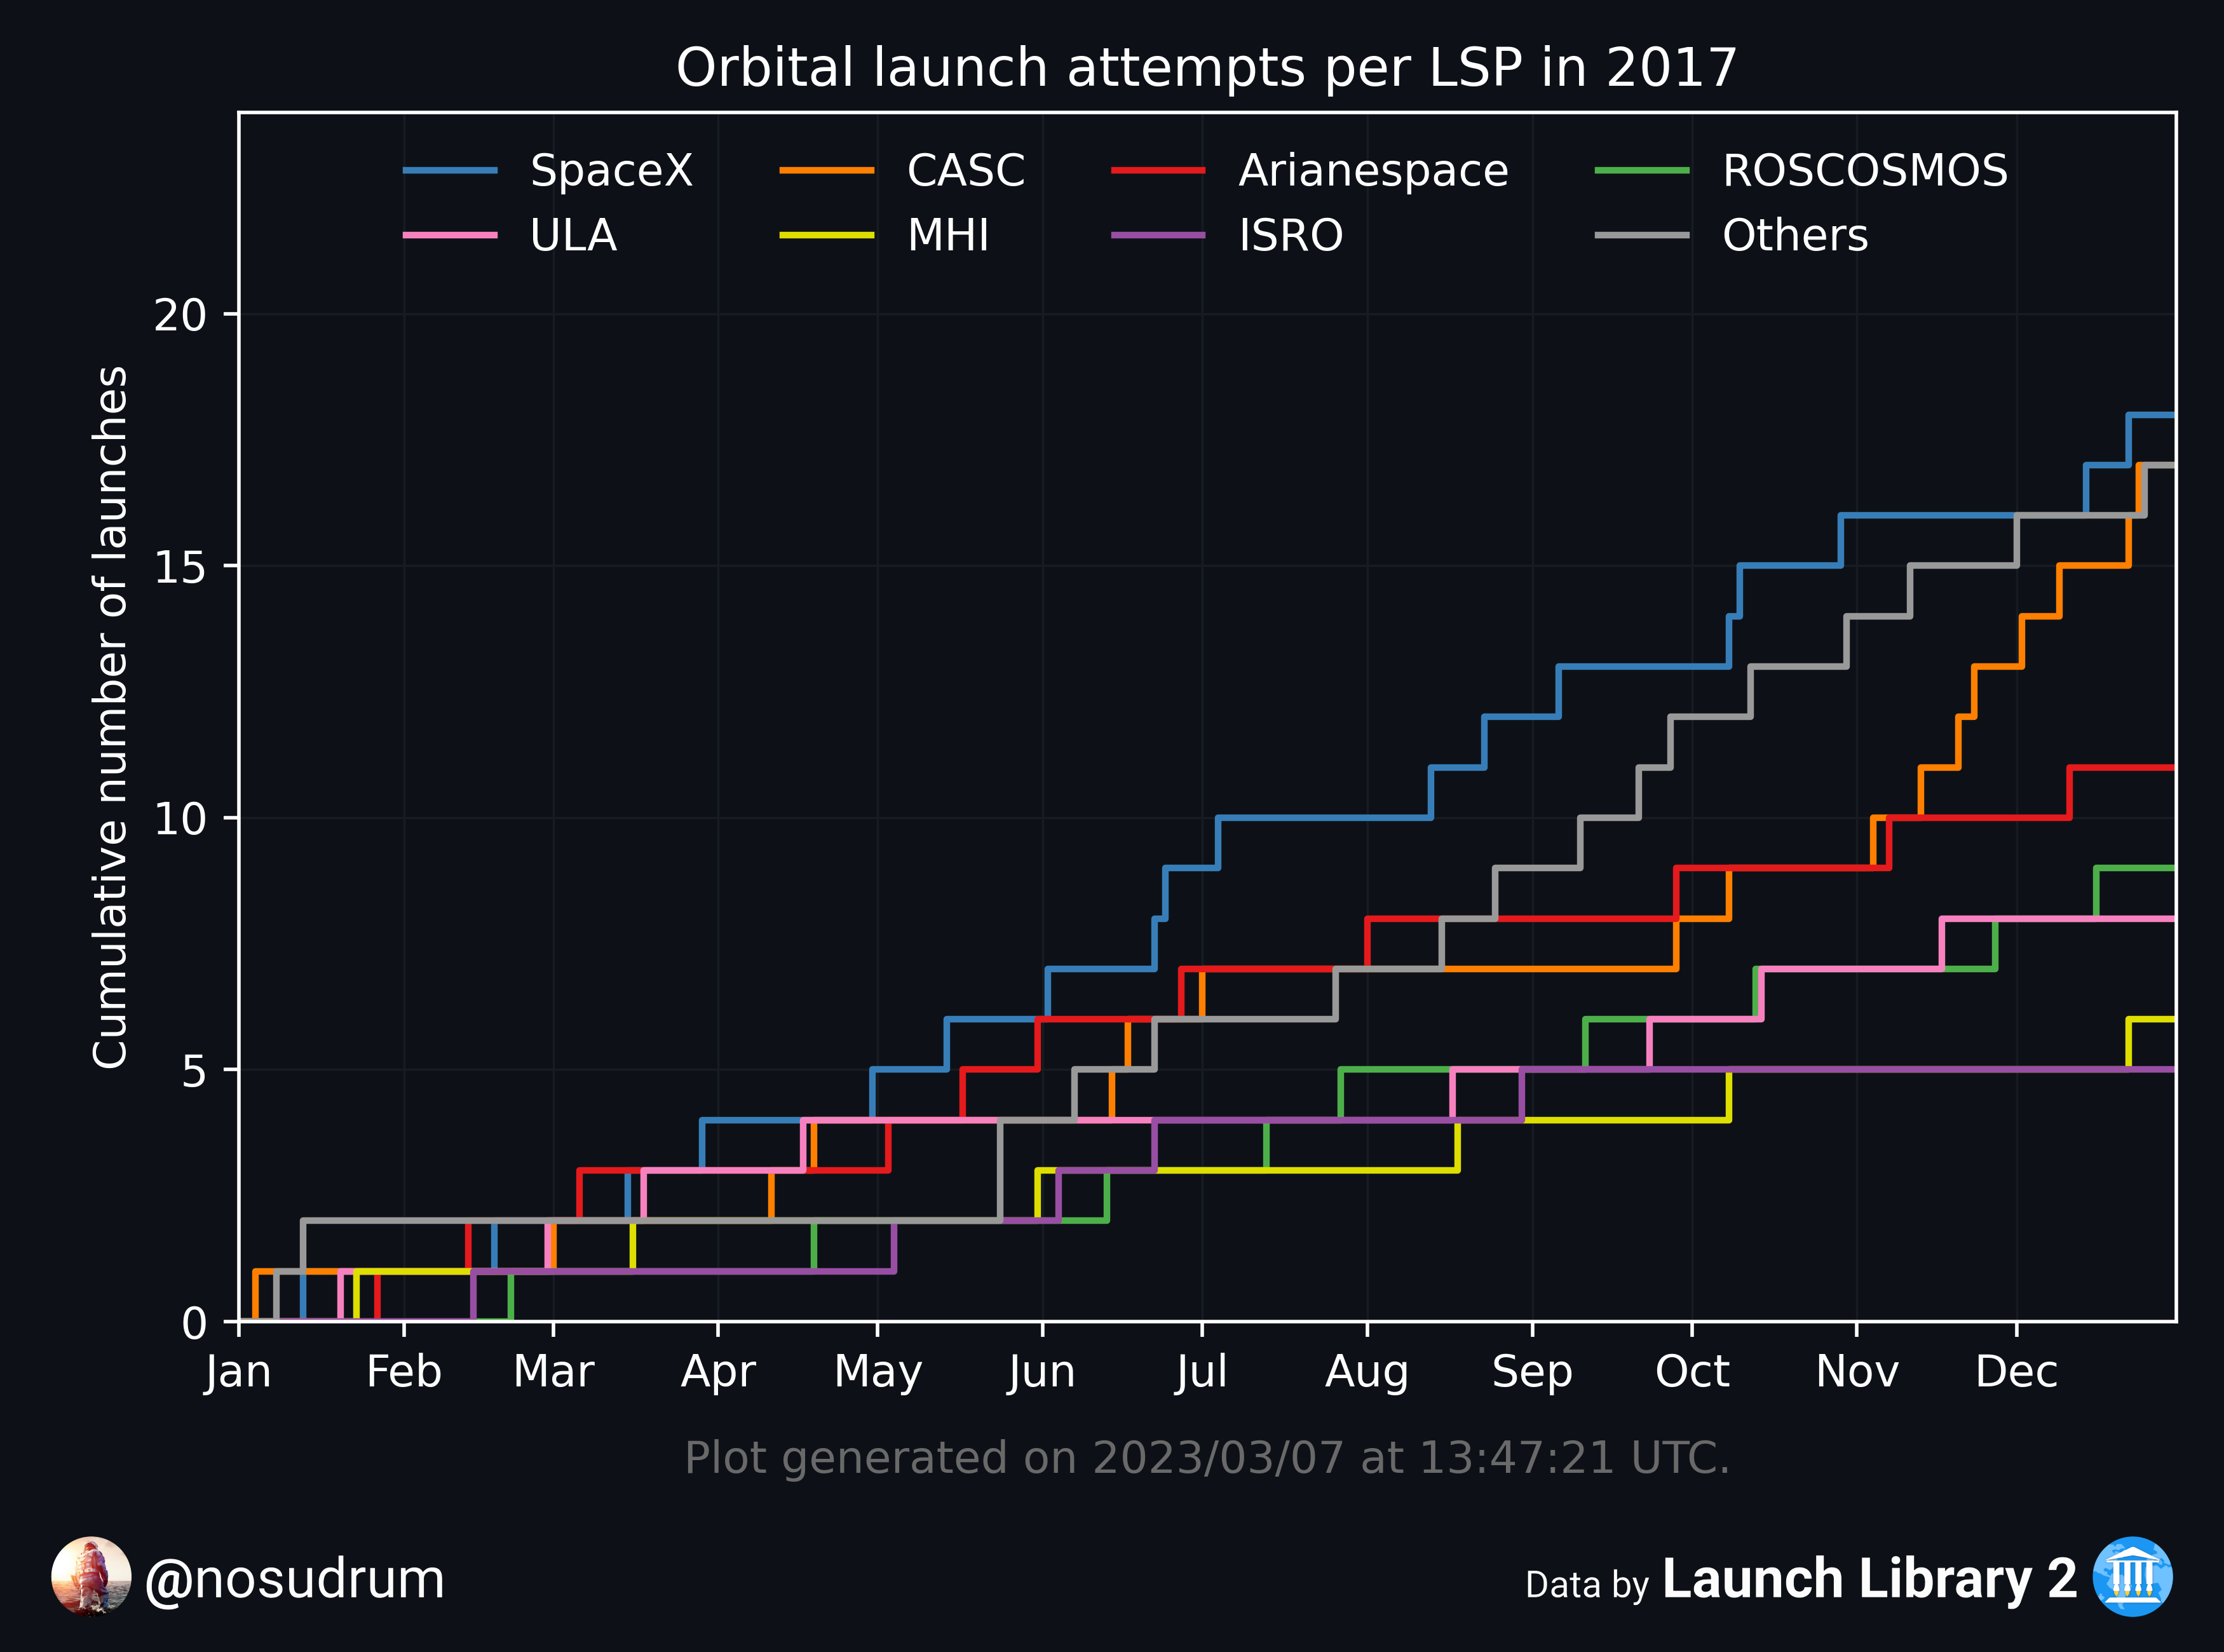 Orbital launch attempts per LSP in 2017
SpaceX CASC Arianespace ROSCOSMOS
ULA MHI ISRO Others
Cumulative number of launches
20
15
10
5
0
Jan Feb Mar Apr May Jun Jul Aug Sep Oct Nov Dec
Plot generated on 2023/03/07 at 13:47:21 UTC.
@nosudrum
Data by Launch Library 2